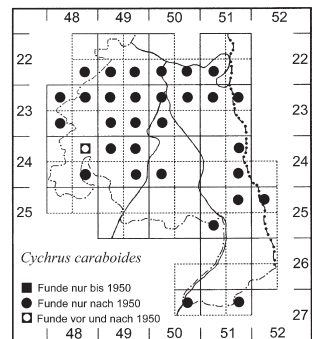 48 49 50 51 52
22 22
23 23
24 24
25 25
Cychrus caraboides
26
Funde nur bis 1950
Funde nur nach 1950
Funde vor und nach 1950
27
48 49 50 51 52